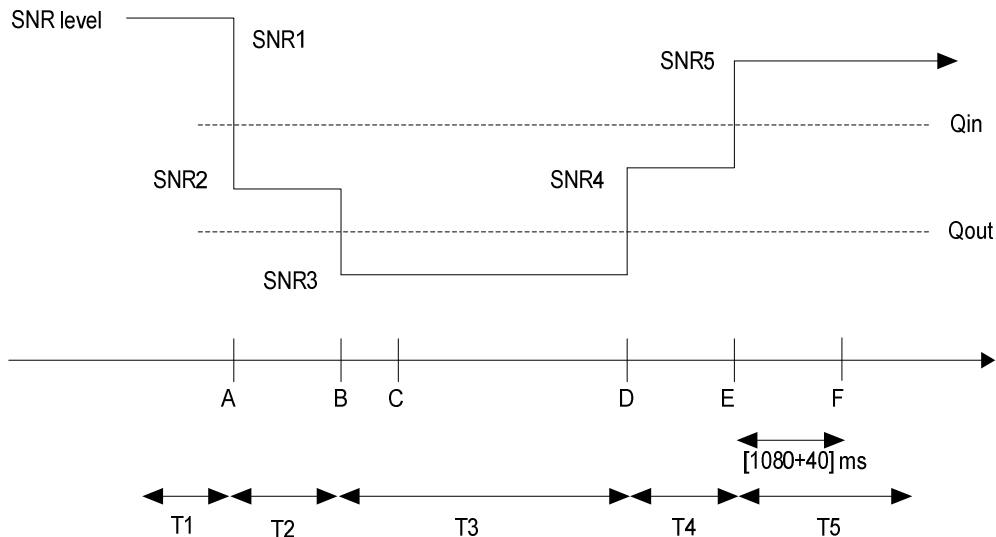 SNR level
SNR1
SNR5
Qin
SNR2
SNR4
Qout
SNR3
A B C D E F
[1080+40] ms
T1 T2 T3 T4 T5